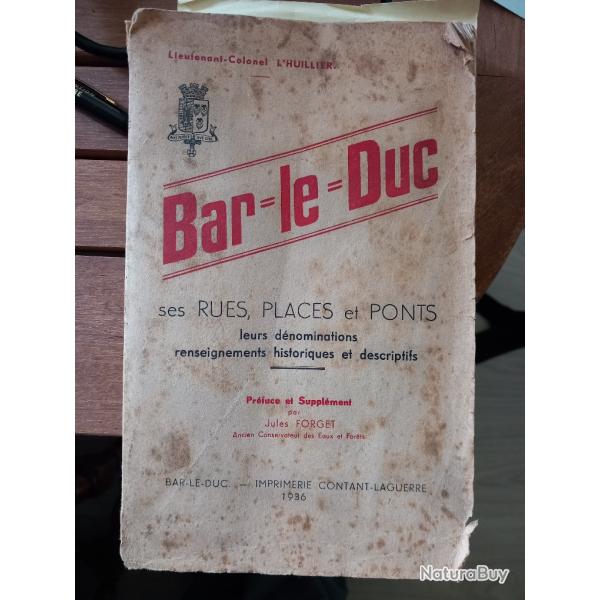 Lieutenant-Colonel L'HUILLIER.
Bar=le=Duc
ses RUES, PLACES et PONTS
leurs dénominations
renseignements historiques et descriptifs
Préface et Supplément
par
Jules FORGET
Ancien Conservateur des Eaux et Forêts.
BAR-LE-DUC. — IMPRIMERIE CONTANT-LAGUERRE
1936
NaturaBuy